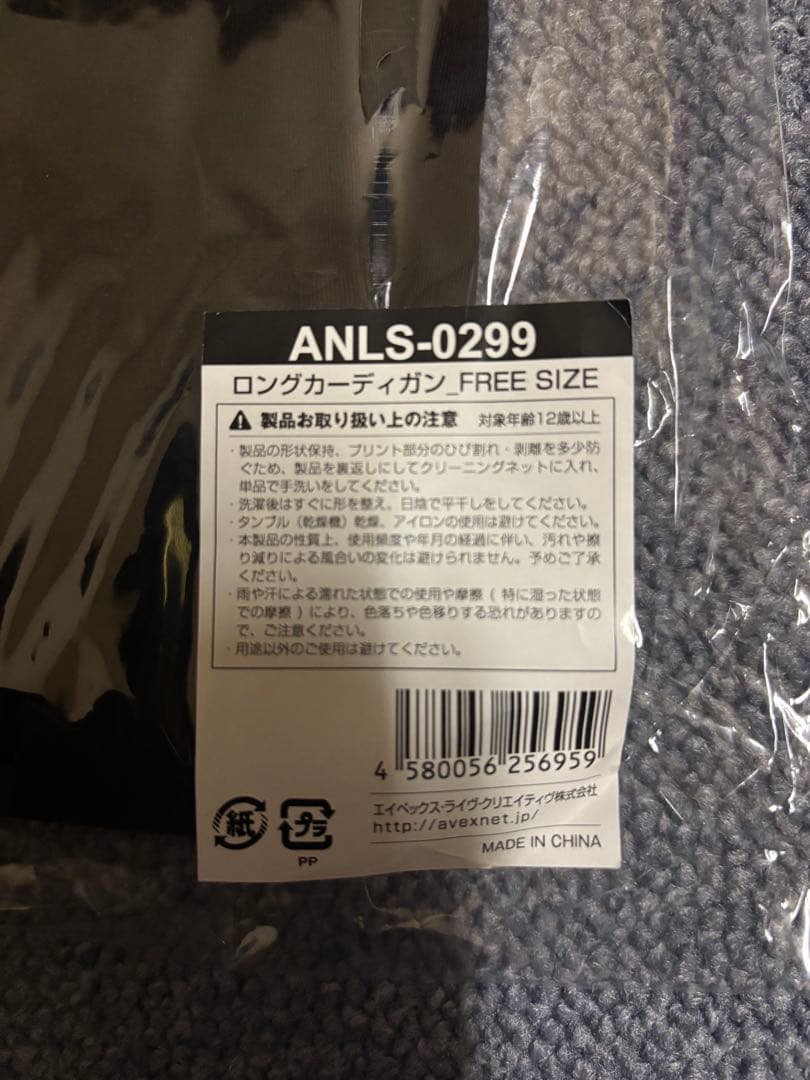 ANLS-0299
ロングカーディガン_FREE SIZE
製品お取り扱い上の注意 対象年齢12歳以上
・製品の形状保持、プリント部分のひび割れ・剥離を多少防
ぐため、製品を裏返しにしてクリーニングネットに入れ、
単品で手洗いをしてください。
・洗濯後はすぐに形を整え、日陰で平干しをしてください。
・タンブル（乾燥機）乾燥、アイロンの使用は避けてください。
・本製品の性質上、使用頻度や年月の経過に伴い、汚れや擦
り減りによる風合いの変化は避けられません。予めご了承
ください。
・雨や汗による濡れた状態での使用や摩擦（特に湿った状態
での摩擦）により、色落ちや色移りする恐れがありますの
で、ご注意ください。
・用途以外のご使用は避けてください。
4 580056 256959
エイベックス・ライヴ・クリエイティヴ株式会社
http://avexnet.jp/
紙 プラ
PP
MADE IN CHINA